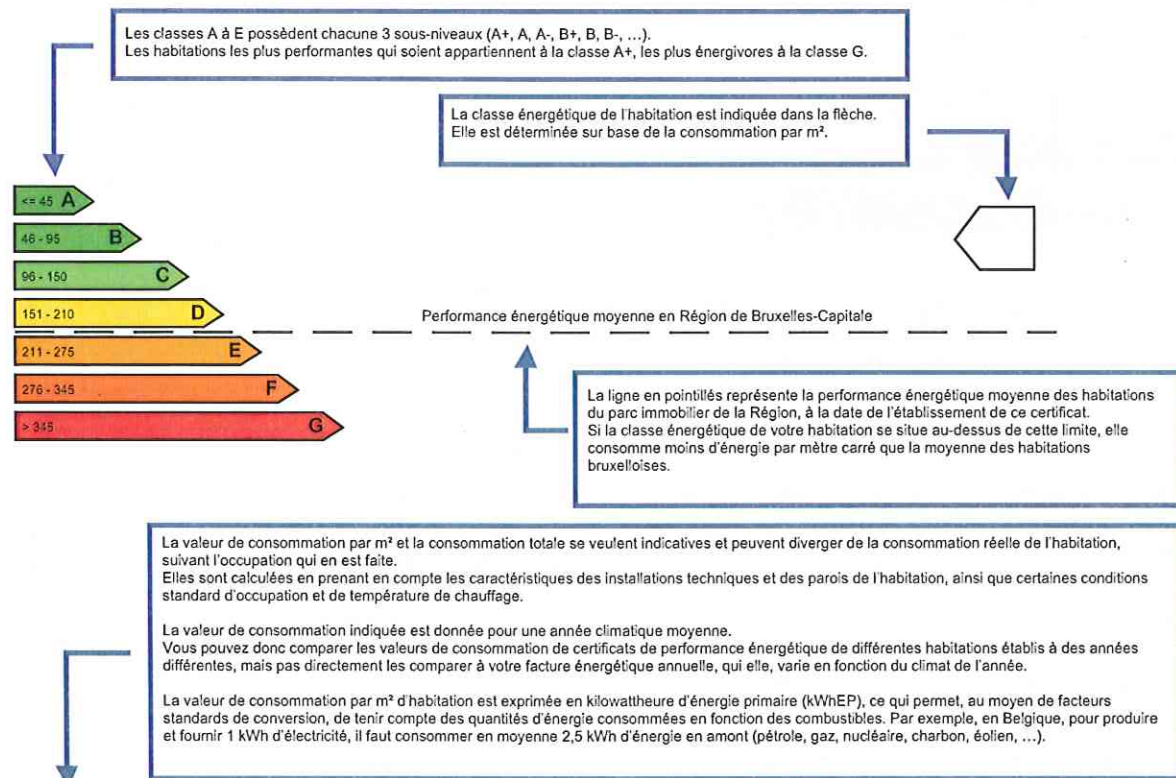 Les classes A à E possèdent chacune 3 sous-niveaux (A+, A, A-, B+, B, B-, ...).
Les habitations les plus performantes qui soient appartiennent à la classe A+, les plus énergivores à la classe G.
La classe énergétique de l'habitation est indiquée dans la flèche.
Elle est déterminée sur base de la consommation par m².
<= 45 A
46 - 95 B
96 - 150 C
151 - 210 D
Performance énergétique moyenne en Région de Bruxelles-Capitale
211 - 275 E
276 - 345 F
> 345 G
La ligne en pointillés représente la performance énergétique moyenne des habitations
du parc immobilier de la Région, à la date de l'établissement de ce certificat.
Si la classe énergétique de votre habitation se situe au-dessus de cette limite, elle
consomme moins d'énergie par mètre carré que la moyenne des habitations
bruxelloises.
La valeur de consommation par m² et la consommation totale se veulent indicatives et peuvent diverger de la consommation réelle de l'habitation,
suivant l'occupation qui en est faite.
Elles sont calculées en prenant en compte les caractéristiques des installations techniques et des parois de l'habitation, ainsi que certaines conditions
standard d'occupation et de température de chauffage.
La valeur de consommation indiquée est donnée pour une année climatique moyenne.
Vous pouvez donc comparer les valeurs de consommation de certificats de performance énergétique de différentes habitations établis à des années
différentes, mais pas directement les comparer à votre facture énergétique annuelle, qui elle, varie en fonction du climat de l'année.
La valeur de consommation par m² d'habitation est exprimée en kilowattheure d'énergie primaire (kWhEP), ce qui permet, au moyen de facteurs
standards de conversion, de tenir compte des quantités d'énergie consommées en fonction des combustibles. Par exemple, en Belgique, pour produire
et fournir 1 kWh d'électricité, il faut consommer en moyenne 2,5 kWh d'énergie en amont (pétrole, gaz, nucléaire, charbon, éolien, ...).